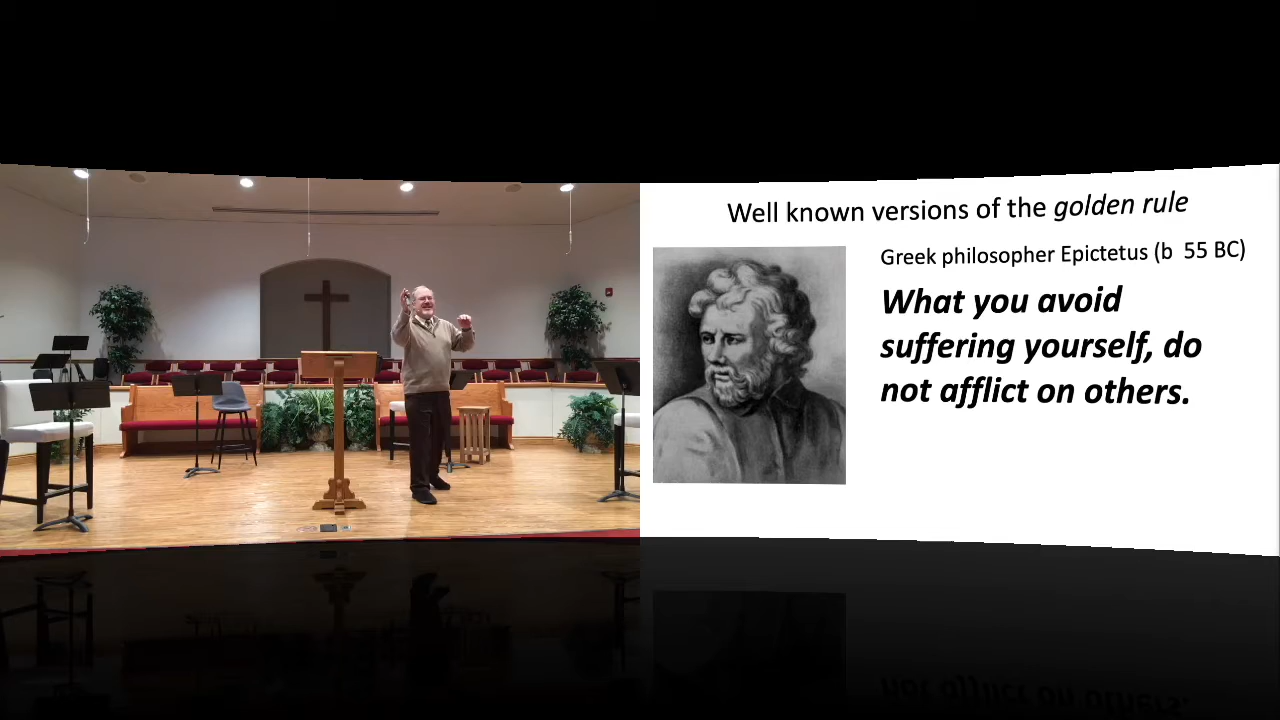 Well known versions of the golden rule
Greek philosopher Epictetus (b 55 BC)
What you avoid
suffering yourself, do
not afflict on others.